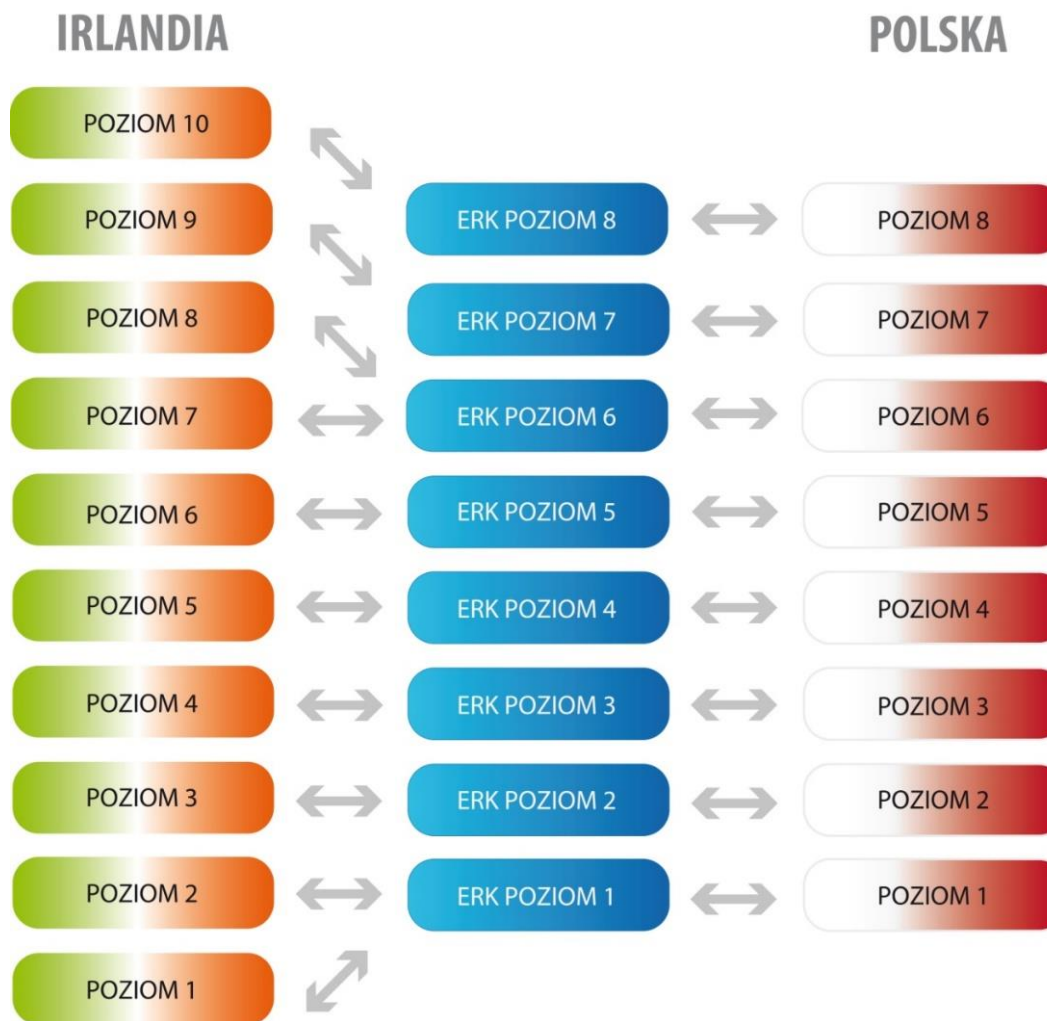 IRLANDIA
POLSKA
POZIOM 10
POZIOM 9
ERK POZIOM 8
POZIOM 8
POZIOM 8
ERK POZIOM 7
POZIOM 7
POZIOM 7
ERK POZIOM 6
POZIOM 6
POZIOM 6
ERK POZIOM 5
POZIOM 5
POZIOM 5
ERK POZIOM 4
POZIOM 4
POZIOM 4
ERK POZIOM 3
POZIOM 3
POZIOM 3
ERK POZIOM 2
POZIOM 2
POZIOM 2
ERK POZIOM 1
POZIOM 1
POZIOM 1